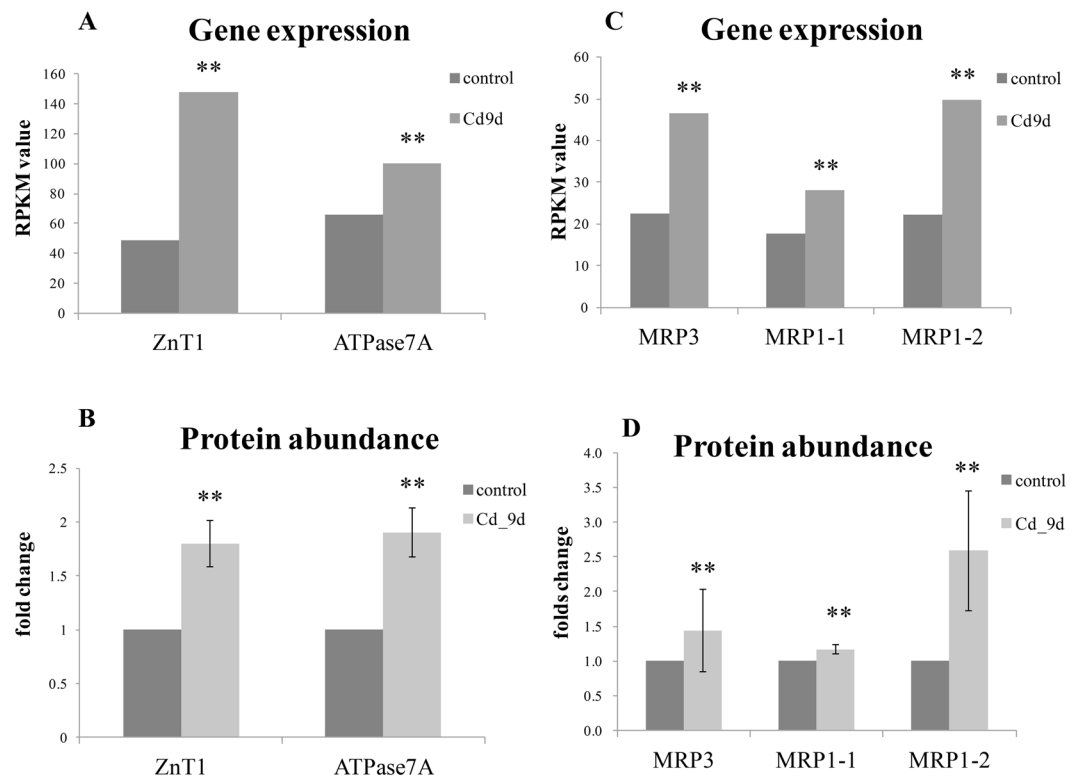 A
Gene expression
RPKM value
160
140
120
100
80
60
40
20
0
**
**
control
Cd9d
ZnT1 ATPase7A
C
Gene expression
RPKM value
60
50
40
30
20
10
0
**
**
**
control
Cd9d
MRP3 MRP1-1 MRP1-2
B
Protein abundance
fold change
2.5
2
1.5
1
0.5
0
**
**
control
Cd_9d
ZnT1 ATPase7A
D
Protein abundance
folds change
4.0
3.5
3.0
2.5
2.0
1.5
1.0
0.5
0.0
**
**
**
control
Cd_9d
MRP3 MRP1-1 MRP1-2